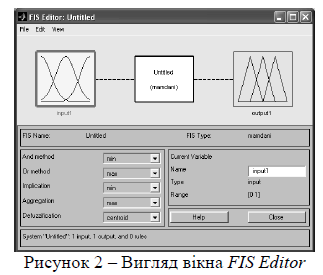 FIS Editor: Untitled
File Edit View
Untitled
(mamdani)
input1
output1
FIS Name: Untitled FIS Type: mamdani
And method min
Or method max
Implication min
Aggregation max
Defuzzification centroid
Current Variable
Name input1
Type input
Range [0 1]
Help Close
System "Untitled": 1 input, 1 output, and 0 rules
Рисунок 2 – Вигляд вікна FIS Editor